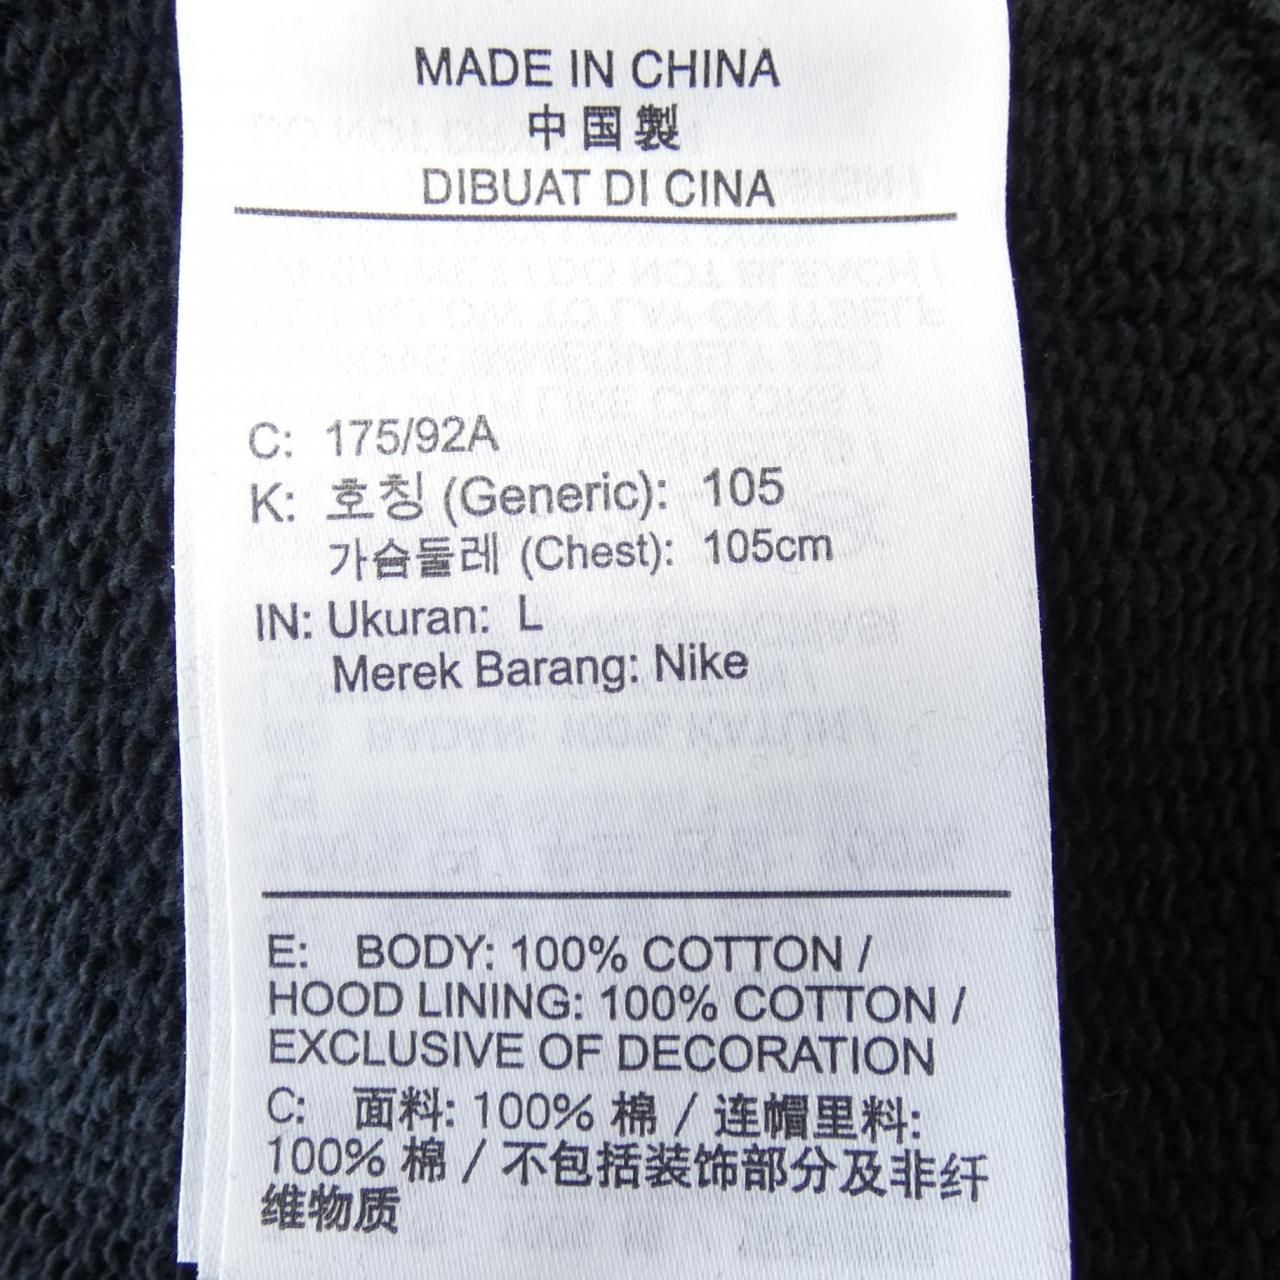 MADE IN CHINA
中国製
DIBUAT DI CINA
C: 175/92A
K: 호칭 (Generic): 105
가슴둘레 (Chest): 105cm
IN: Ukuran: L
Merek Barang: Nike
E: BODY: 100% COTTON /
HOOD LINING: 100% COTTON /
EXCLUSIVE OF DECORATION
C: 面料: 100% 棉 / 连帽里料:
100% 棉 / 不包括装饰部分及非纤
维物质